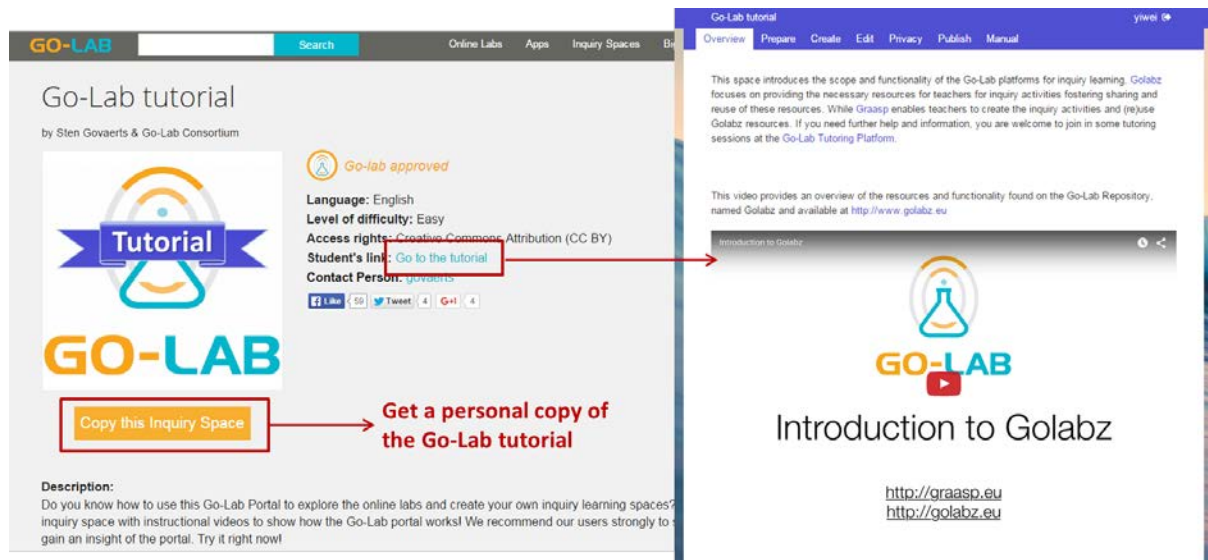 GO-LAB
Search
Online Labs Apps Inquiry Spaces
Go-Lab tutorial
by Sten Govaerts & Go-Lab Consortium
Tutorial
GO-LAB
Go-lab approved
Language: English
Level of difficulty: Easy
Access rights: Creative Commons Attribution (CC BY)
Student's link: Go to the tutorial
Contact Person: govaerts
Like 59 Tweet 4 G+1 4
Copy this Inquiry Space
Get a personal copy of
the Go-Lab tutorial
Description:
Do you know how to use this Go-Lab Portal to explore the online labs and create your own inquiry learning spaces?
inquiry space with instructional videos to show how the Go-Lab portal works! We recommend our users strongly to
gain an insight of the portal. Try it right now!
Go-Lab tutorial yiwei
Overview Prepare Create Edit Privacy Publish Manual
This space introduces the scope and functionality of the Go-Lab platforms for inquiry learning. Golabz
focuses on providing the necessary resources for teachers for inquiry activities fostering sharing and
reuse of these resources. While Graasp enables teachers to create the inquiry activities and (re)use
Golabz resources. If you need further help and information, you are welcome to join in some tutoring
sessions at the Go-Lab Tutoring Platform.
This video provides an overview of the resources and functionality found on the Go-Lab Repository,
named Golabz and available at http://www.golabz.eu
Introduction to Golabz
GO-LAB
Introduction to Golabz
http://graasp.eu
http://golabz.eu